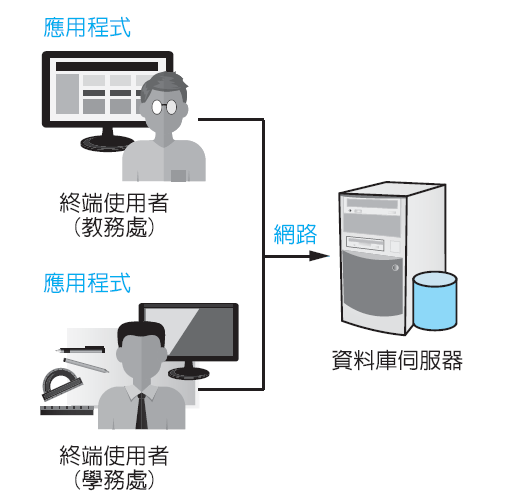 應用程式
終端使用者
（教務處）
網路
應用程式
資料庫伺服器
終端使用者
（學務處）